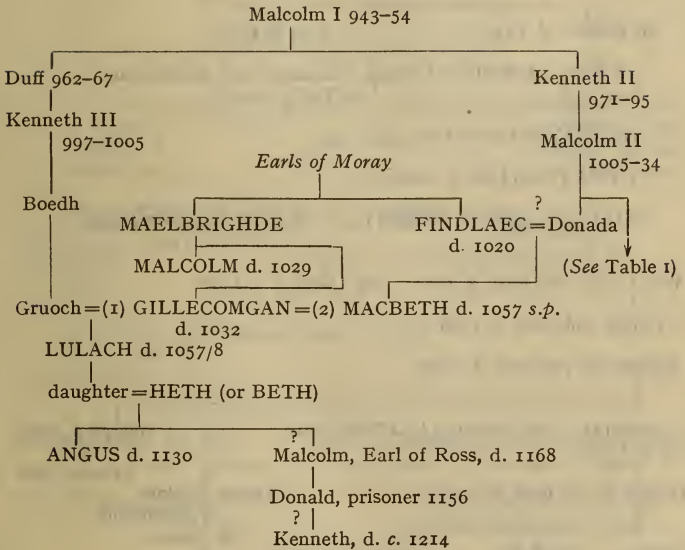 Malcolm I 943–54
Duff 962–67 Kenneth II
971–95
Kenneth III
997–1005
Malcolm II
1005–34
Earls of Moray
Boedh ?
MAELBRIGHDE FINDLAEC=Donada
d. 1020
MALCOLM d. 1029 (See Table 1)
Gruoch=(1) GILLECOMGAN=(2) MACBETH d. 1057 s.p.
d. 1032
LULACH d. 1057/8
daughter=HETH (or BETH)
?
ANGUS d. 1130 Malcolm, Earl of Ross, d. 1168
Donald, prisoner 1156
?
Kenneth, d. c. 1214